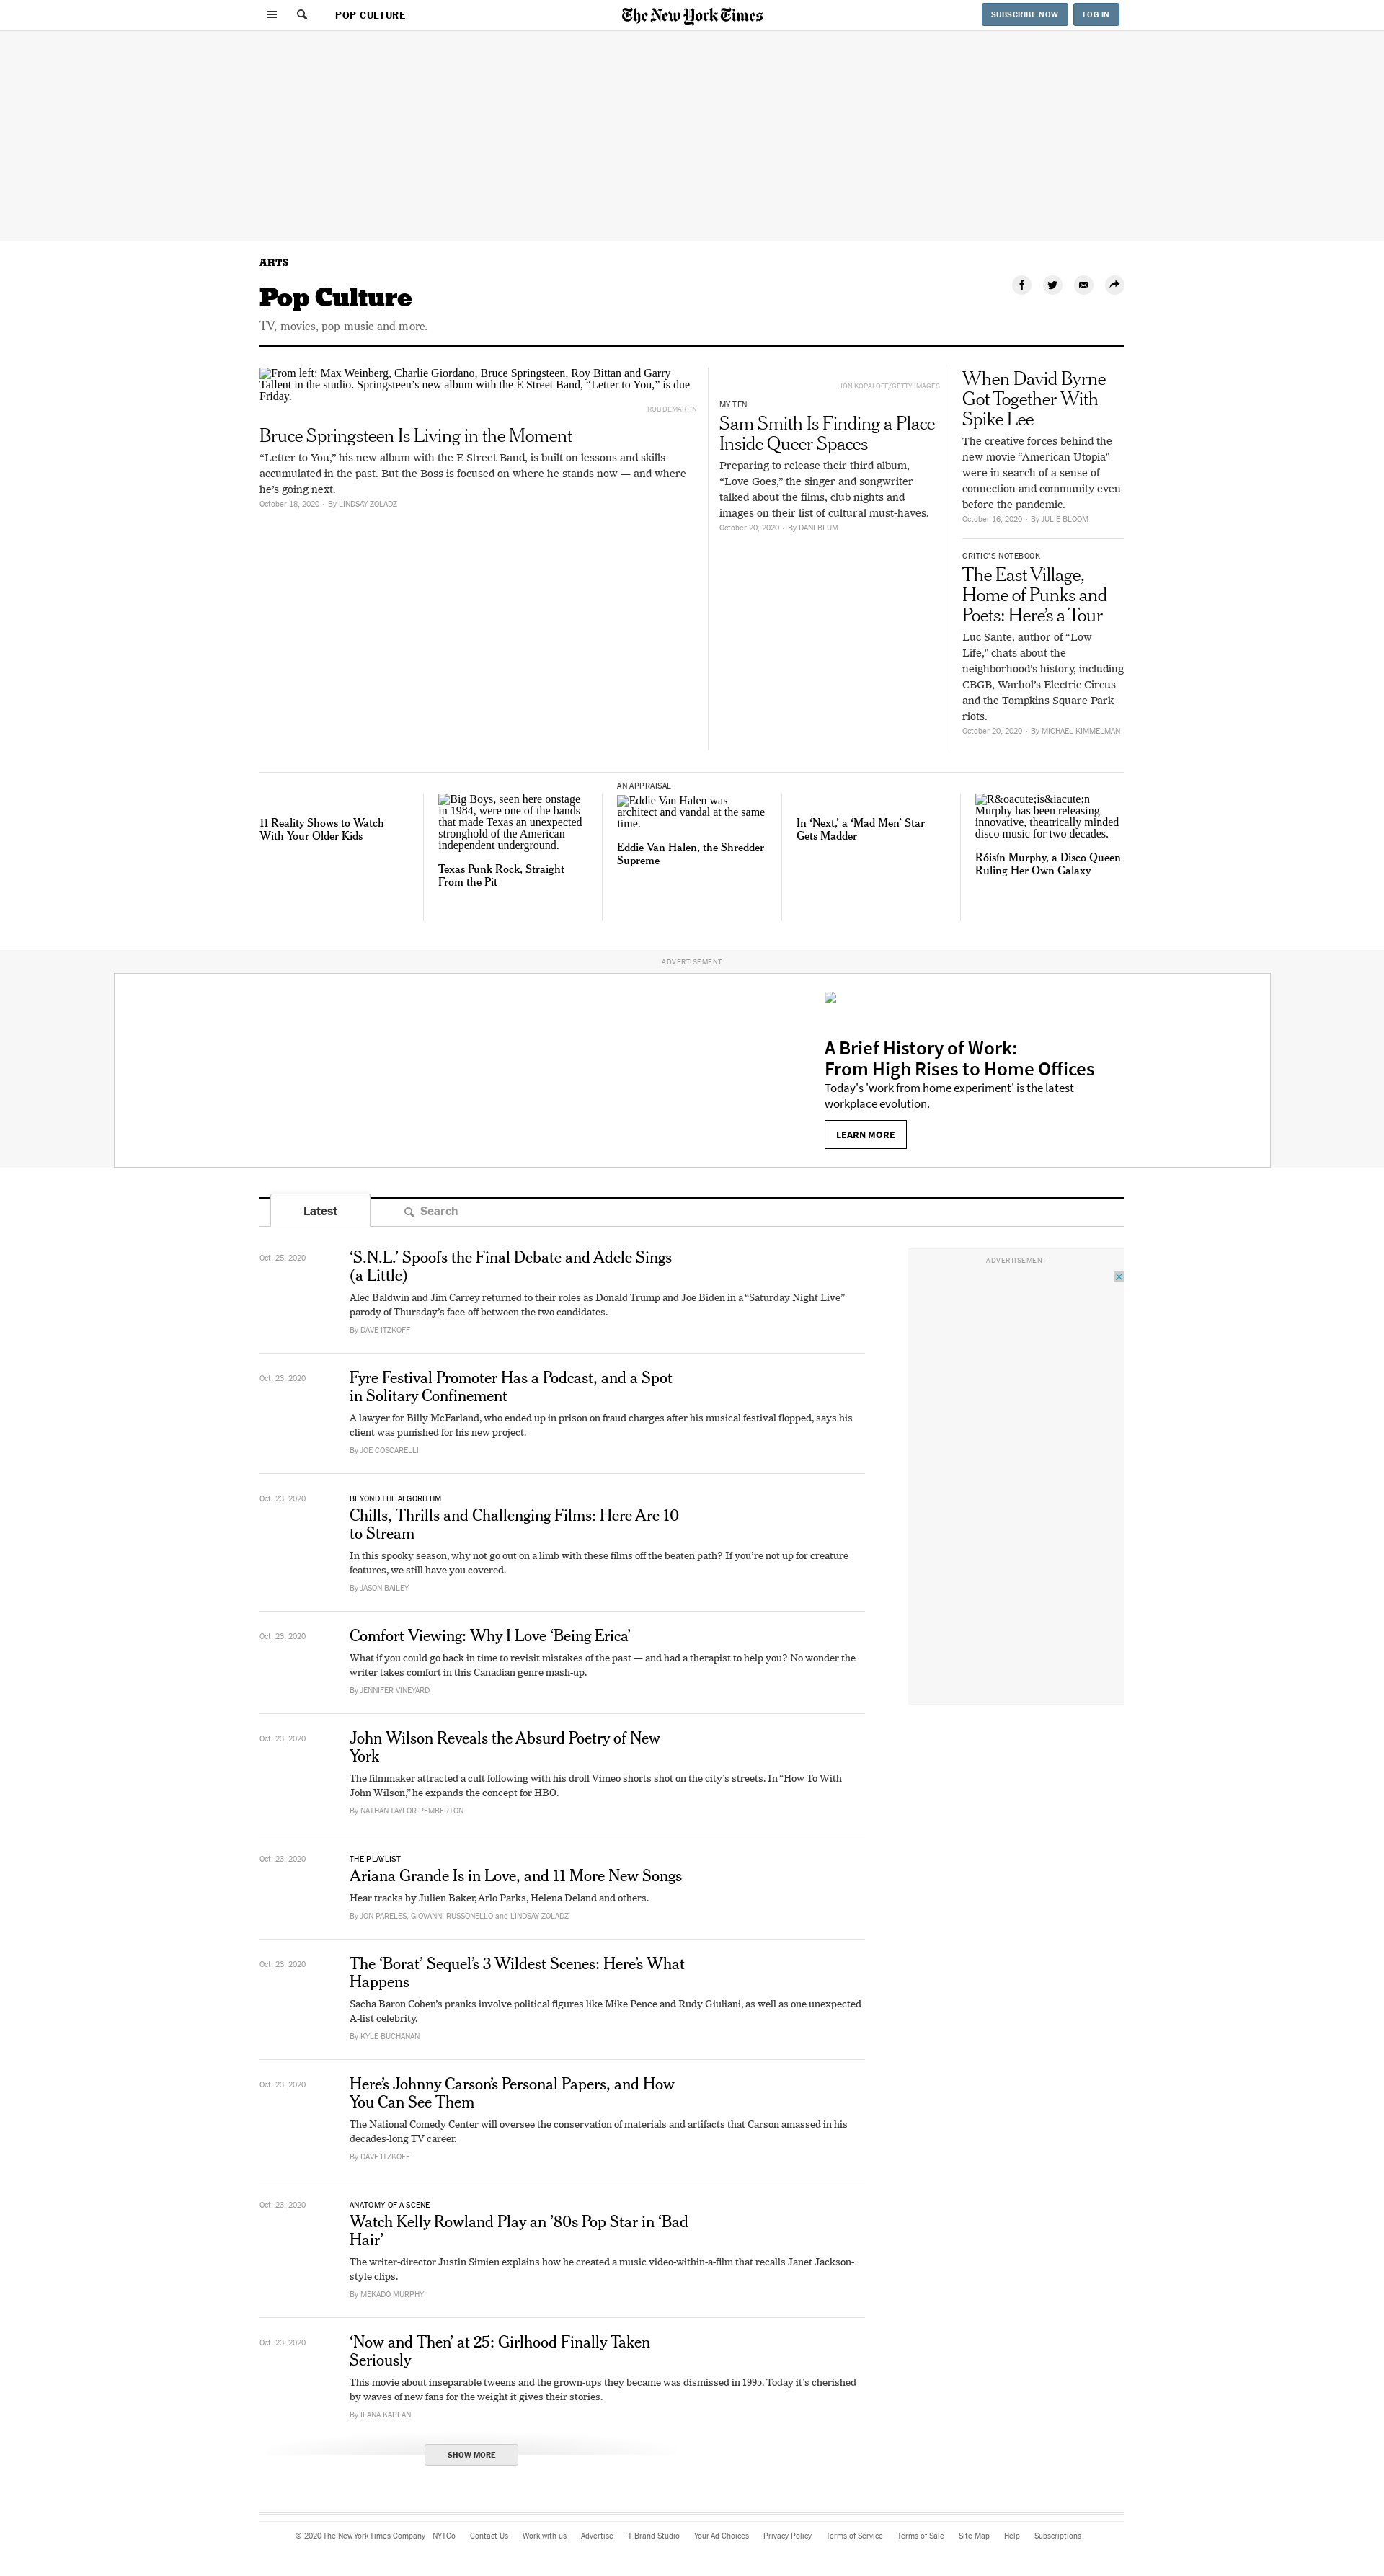 POP CULTURE
The New York Times
SUBSCRIBE NOW
LOG IN
ARTS
Pop Culture
TV, movies, pop music and more.
From left: Max Weinberg, Charlie Giordano, Bruce Springsteen, Roy Bittan and Garry
Tallent in the studio. Springsteen’s new album with the E Street Band, “Letter to You,” is due
Friday.
ROB DEMARTIN
Bruce Springsteen Is Living in the Moment
“Letter to You,” his new album with the E Street Band, is built on lessons and skills
accumulated in the past. But the Boss is focused on where he stands now — and where
he’s going next.
October 18, 2020 - By LINDSAY ZOLADZ
JON KOPALOFF/GETTY IMAGES
MY TEN
Sam Smith Is Finding a Place
Inside Queer Spaces
Preparing to release their third album,
“Love Goes,” the singer and songwriter
talked about the films, club nights and
images on their list of cultural must-haves.
October 20, 2020 - By DANI BLUM
When David Byrne
Got Together With
Spike Lee
The creative forces behind the
new movie “American Utopia”
were in search of a sense of
connection and community even
before the pandemic.
October 16, 2020 - By JULIE BLOOM
CRITIC’S NOTEBOOK
The East Village,
Home of Punks and
Poets: Here’s a Tour
Luc Sante, author of “Low
Life,” chats about the
neighborhood’s history, including
CBGB, Warhol’s Electric Circus
and the Tompkins Square Park
riots.
October 20, 2020 - By MICHAEL KIMMELMAN
11 Reality Shows to Watch
With Your Older Kids
Big Boys, seen here onstage
in 1984, were one of the bands
that made Texas an unexpected
stronghold of the American
independent underground.
Texas Punk Rock, Straight
From the Pit
AN APPRAISAL
Eddie Van Halen was
architect and vandal at the same
time.
Eddie Van Halen, the Shredder
Supreme
In ‘Next,’ a ‘Mad Men’ Star
Gets Madder
R&oacute;is&iacute;n
Murphy has been releasing
innovative, theatrically minded
disco music for two decades.
Róisín Murphy, a Disco Queen
Ruling Her Own Galaxy
ADVERTISEMENT
A Brief History of Work:
From High Rises to Home Offices
Today's 'work from home experiment' is the latest
workplace evolution.
LEARN MORE
Latest
Search
Oct. 25, 2020
‘S.N.L.’ Spoofs the Final Debate and Adele Sings
(a Little)
Alec Baldwin and Jim Carrey returned to their roles as Donald Trump and Joe Biden in a “Saturday Night Live”
parody of Thursday’s face-off between the two candidates.
By DAVE ITZKOFF
ADVERTISEMENT
Oct. 23, 2020
Fyre Festival Promoter Has a Podcast, and a Spot
in Solitary Confinement
A lawyer for Billy McFarland, who ended up in prison on fraud charges after his musical festival flopped, says his
client was punished for his new project.
By JOE COSCARELLI
Oct. 23, 2020
BEYOND THE ALGORITHM
Chills, Thrills and Challenging Films: Here Are 10
to Stream
In this spooky season, why not go out on a limb with these films off the beaten path? If you’re not up for creature
features, we still have you covered.
By JASON BAILEY
Oct. 23, 2020
Comfort Viewing: Why I Love ‘Being Erica’
What if you could go back in time to revisit mistakes of the past — and had a therapist to help you? No wonder the
writer takes comfort in this Canadian genre mash-up.
By JENNIFER VINEYARD
Oct. 23, 2020
John Wilson Reveals the Absurd Poetry of New
York
The filmmaker attracted a cult following with his droll Vimeo shorts shot on the city’s streets. In “How To With
John Wilson,” he expands the concept for HBO.
By NATHAN TAYLOR PEMBERTON
Oct. 23, 2020
THE PLAYLIST
Ariana Grande Is in Love, and 11 More New Songs
Hear tracks by Julien Baker, Arlo Parks, Helena Deland and others.
By JON PARELES, GIOVANNI RUSSONELLO and LINDSAY ZOLADZ
Oct. 23, 2020
The ‘Borat’ Sequel’s 3 Wildest Scenes: Here’s What
Happens
Sacha Baron Cohen’s pranks involve political figures like Mike Pence and Rudy Giuliani, as well as one unexpected
A-list celebrity.
By KYLE BUCHANAN
Oct. 23, 2020
Here’s Johnny Carson’s Personal Papers, and How
You Can See Them
The National Comedy Center will oversee the conservation of materials and artifacts that Carson amassed in his
decades-long TV career.
By DAVE ITZKOFF
Oct. 23, 2020
ANATOMY OF A SCENE
Watch Kelly Rowland Play an ’80s Pop Star in ‘Bad
Hair’
The writer-director Justin Simien explains how he created a music video-within-a-film that recalls Janet Jackson-
style clips.
By MEKADO MURPHY
Oct. 23, 2020
‘Now and Then’ at 25: Girlhood Finally Taken
Seriously
This movie about inseparable tweens and the grown-ups they became was dismissed in 1995. Today it’s cherished
by waves of new fans for the weight it gives their stories.
By ILANA KAPLAN
SHOW MORE
© 2020 The New York Times Company NYTCo Contact Us Work with us Advertise T Brand Studio Your Ad Choices Privacy Policy Terms of Service Terms of Sale Site Map Help Subscriptions